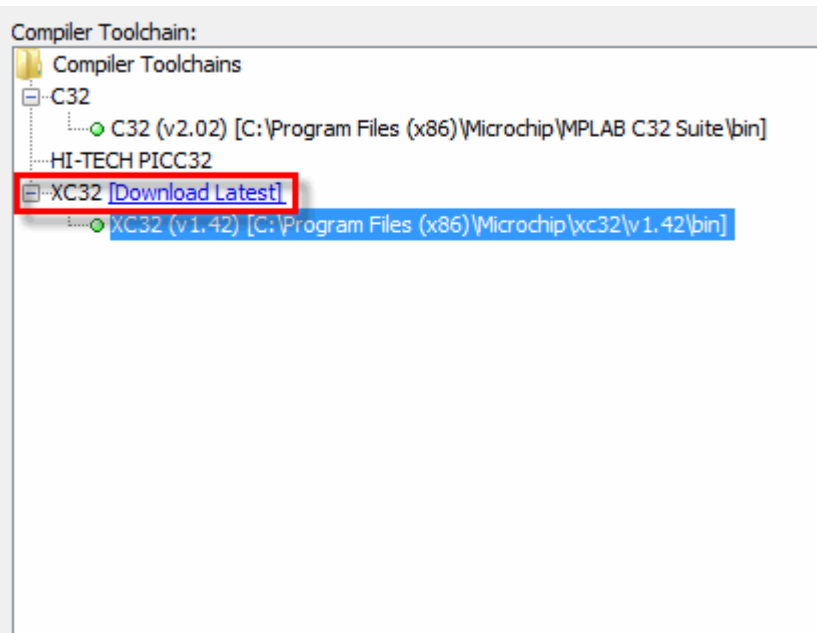 Compiler Toolchain:
Compiler Toolchains
C32
C32 (v2.02) [C:\Program Files (x86)\Microchip\MPLAB C32 Suite\bin]
HI-TECH PICC32
XC32 [Download Latest]
XC32 (v1.42) [C:\Program Files (x86)\Microchip\xc32\v1.42\bin]